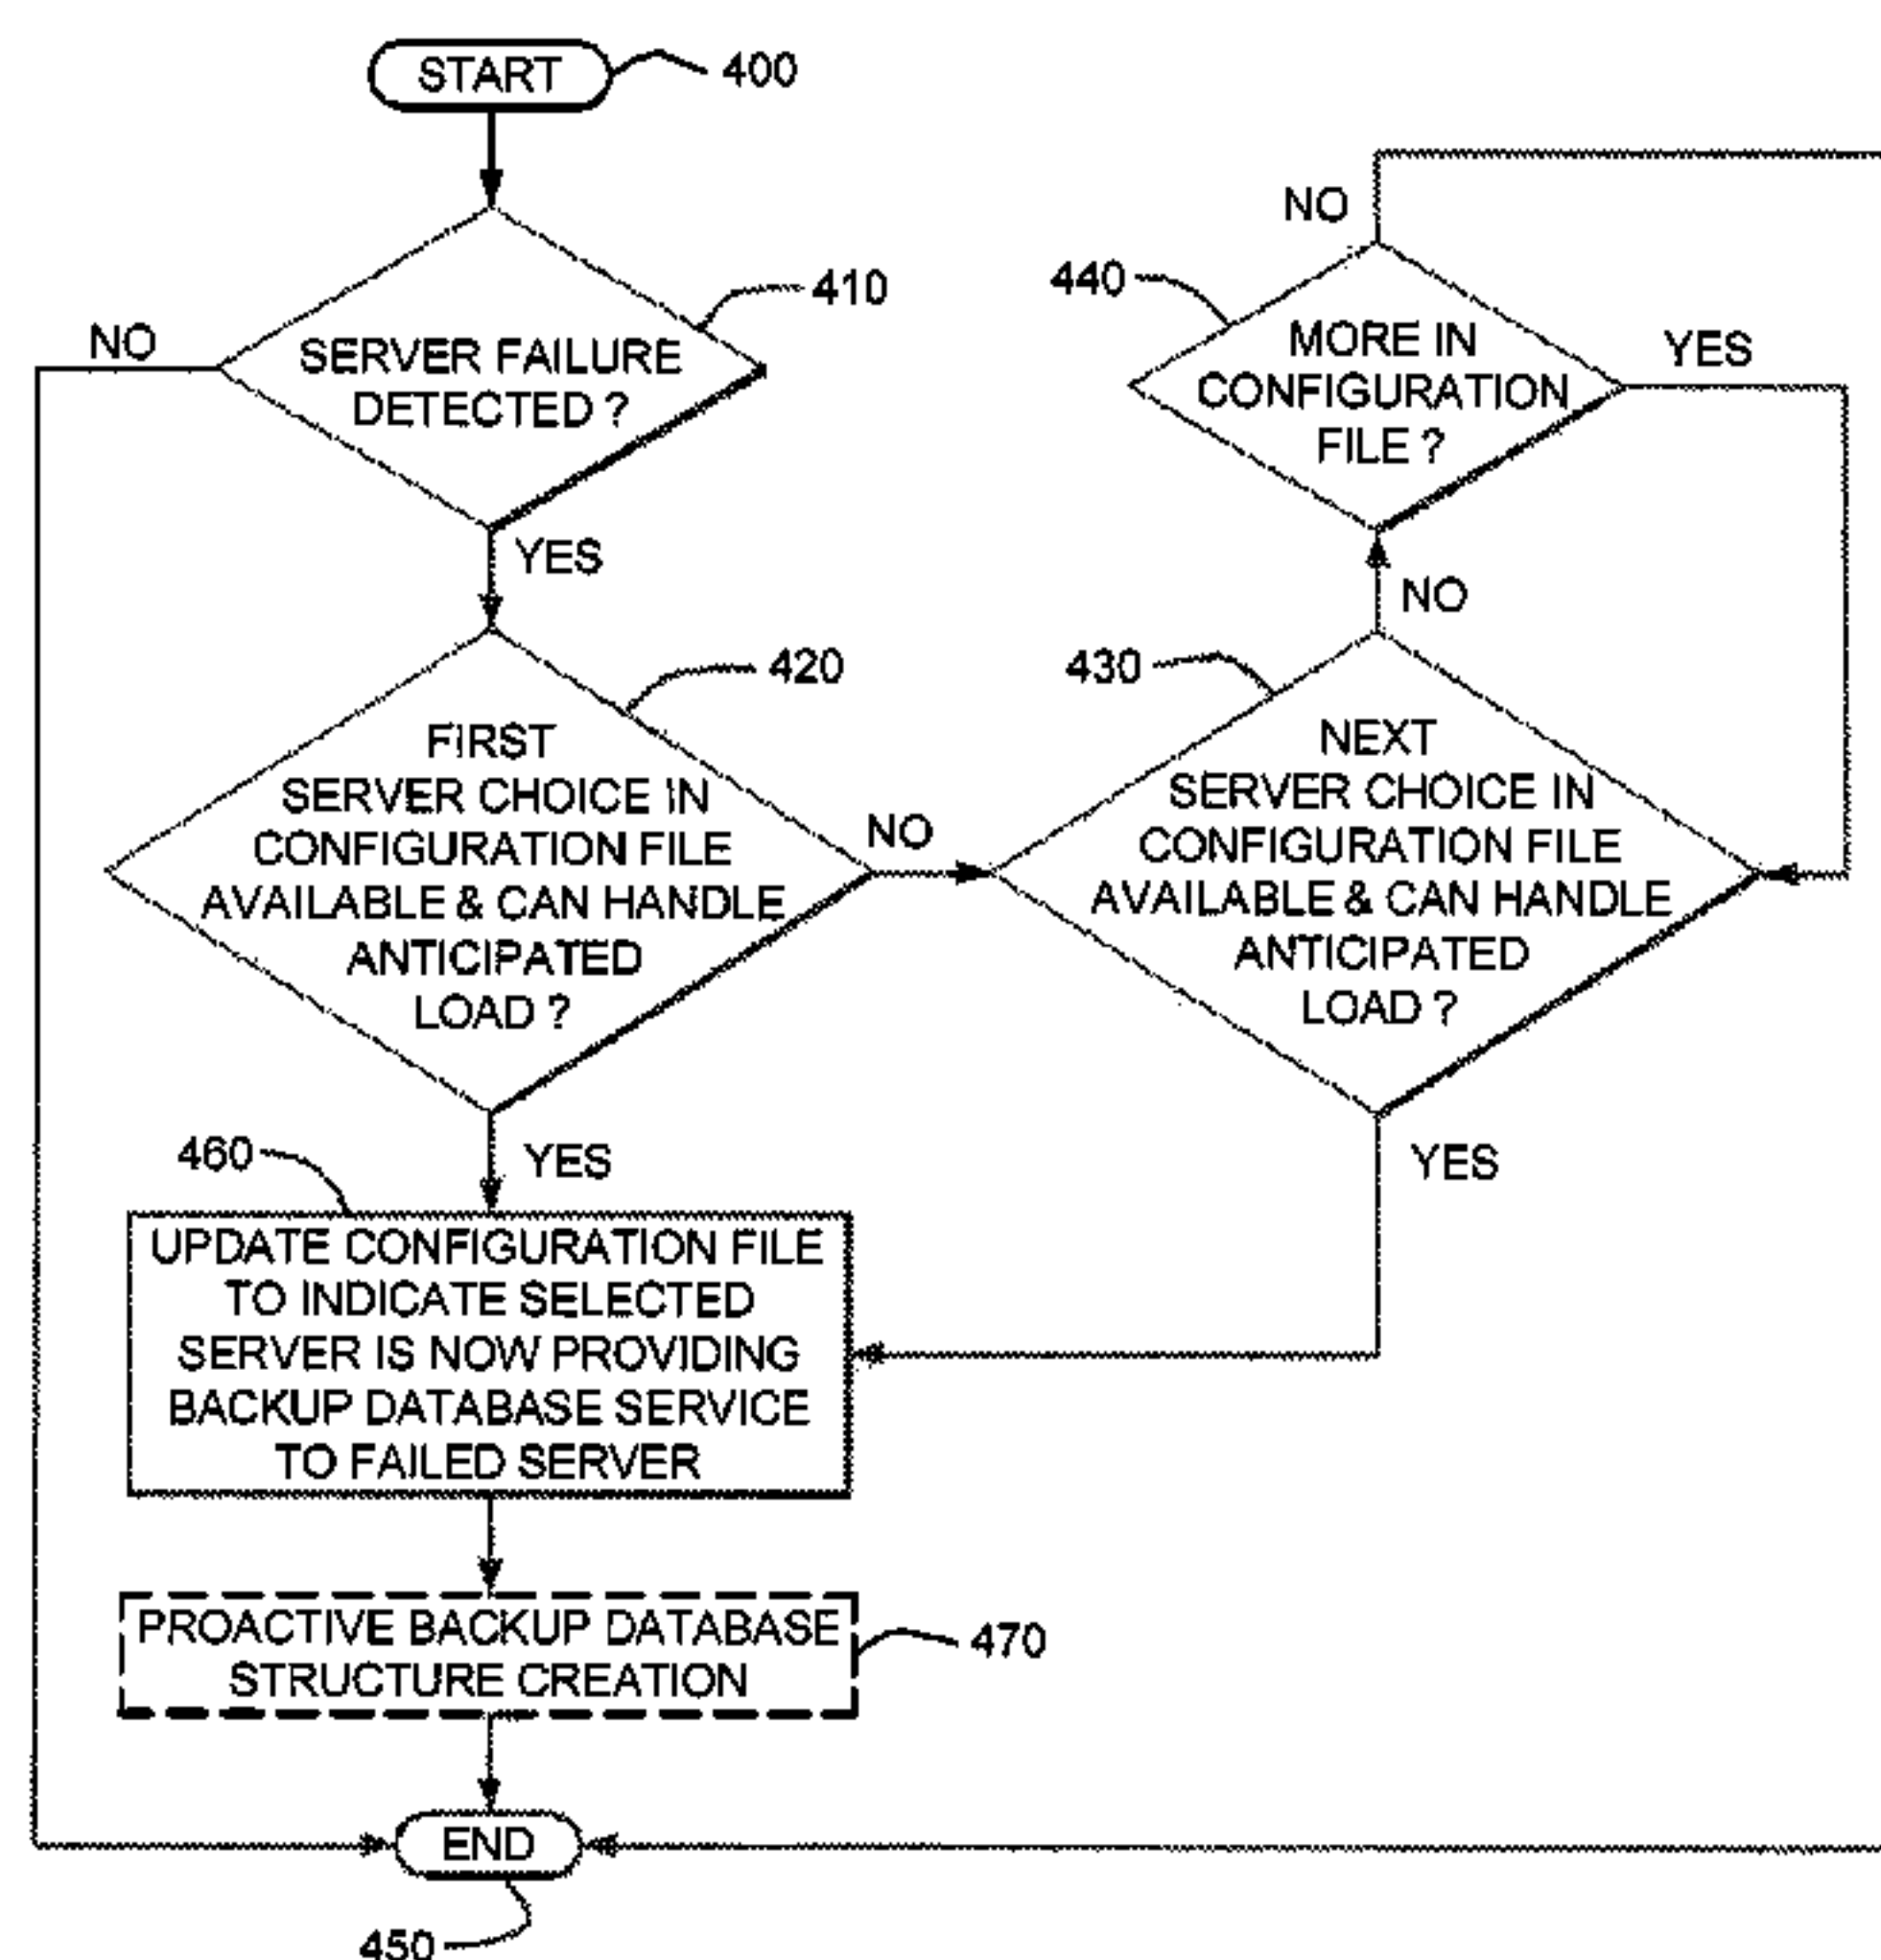 START
400
SERVER FAILURE
DETECTED ?
410
NO
YES
FIRST
SERVER CHOICE IN
CONFIGURATION FILE
AVAILABLE & CAN HANDLE
ANTICIPATED
LOAD ?
420
NO
YES
NEXT
SERVER CHOICE IN
CONFIGURATION FILE
AVAILABLE & CAN HANDLE
ANTICIPATED
LOAD ?
430
NO
YES
MORE IN
CONFIGURATION
FILE ?
440
NO
YES
460
UPDATE CONFIGURATION FILE
TO INDICATE SELECTED
SERVER IS NOW PROVIDING
BACKUP DATABASE SERVICE
TO FAILED SERVER
PROACTIVE BACKUP DATABASE
STRUCTURE CREATION
470
END
450